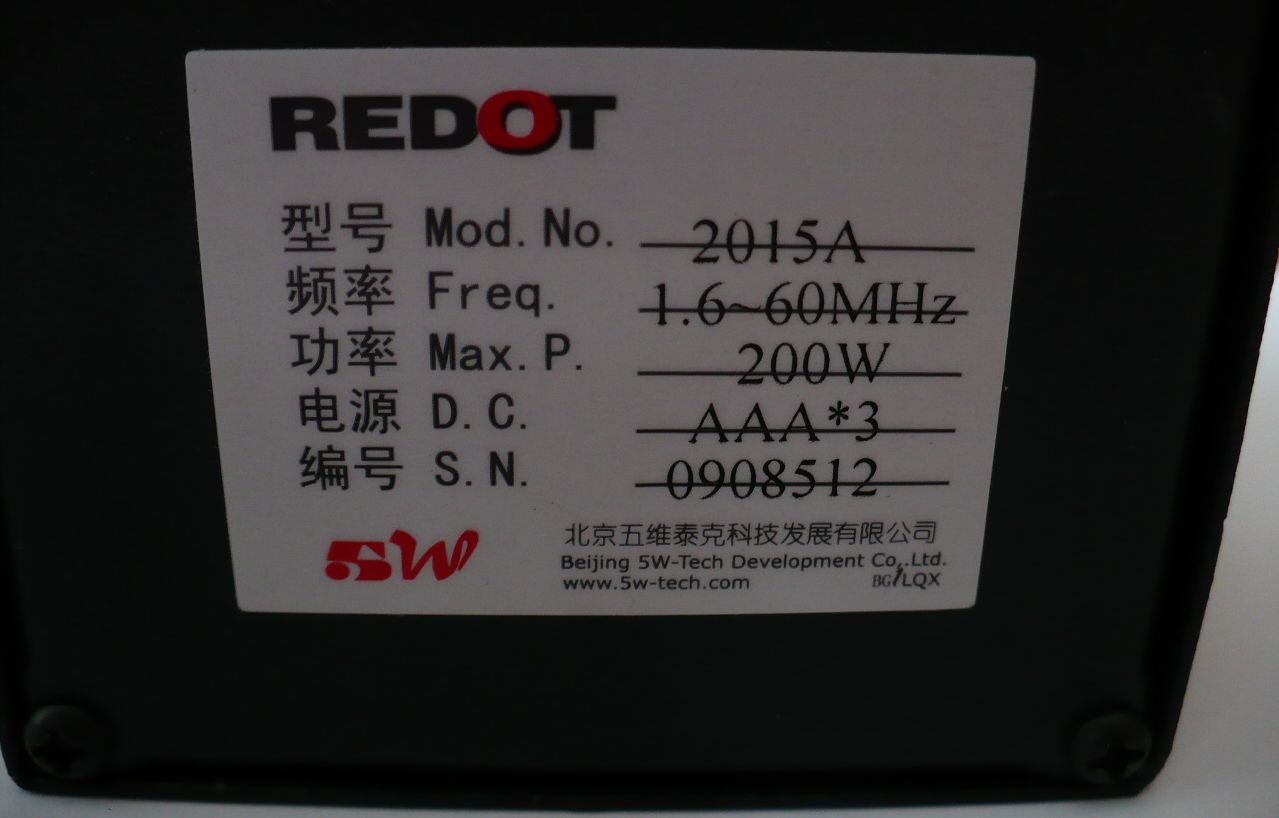 REDOT
型号 Mod.No. 2015A
频率 Freq. 1.6~60MHz
功率 Max.P. 200W
电源 D.C. AAA*3
编号 S.N. 0908512
5W
北京五维泰克科技发展有限公司
Beijing 5W-Tech Development Co,.Ltd.
www.5w-tech.com
BG1LQX